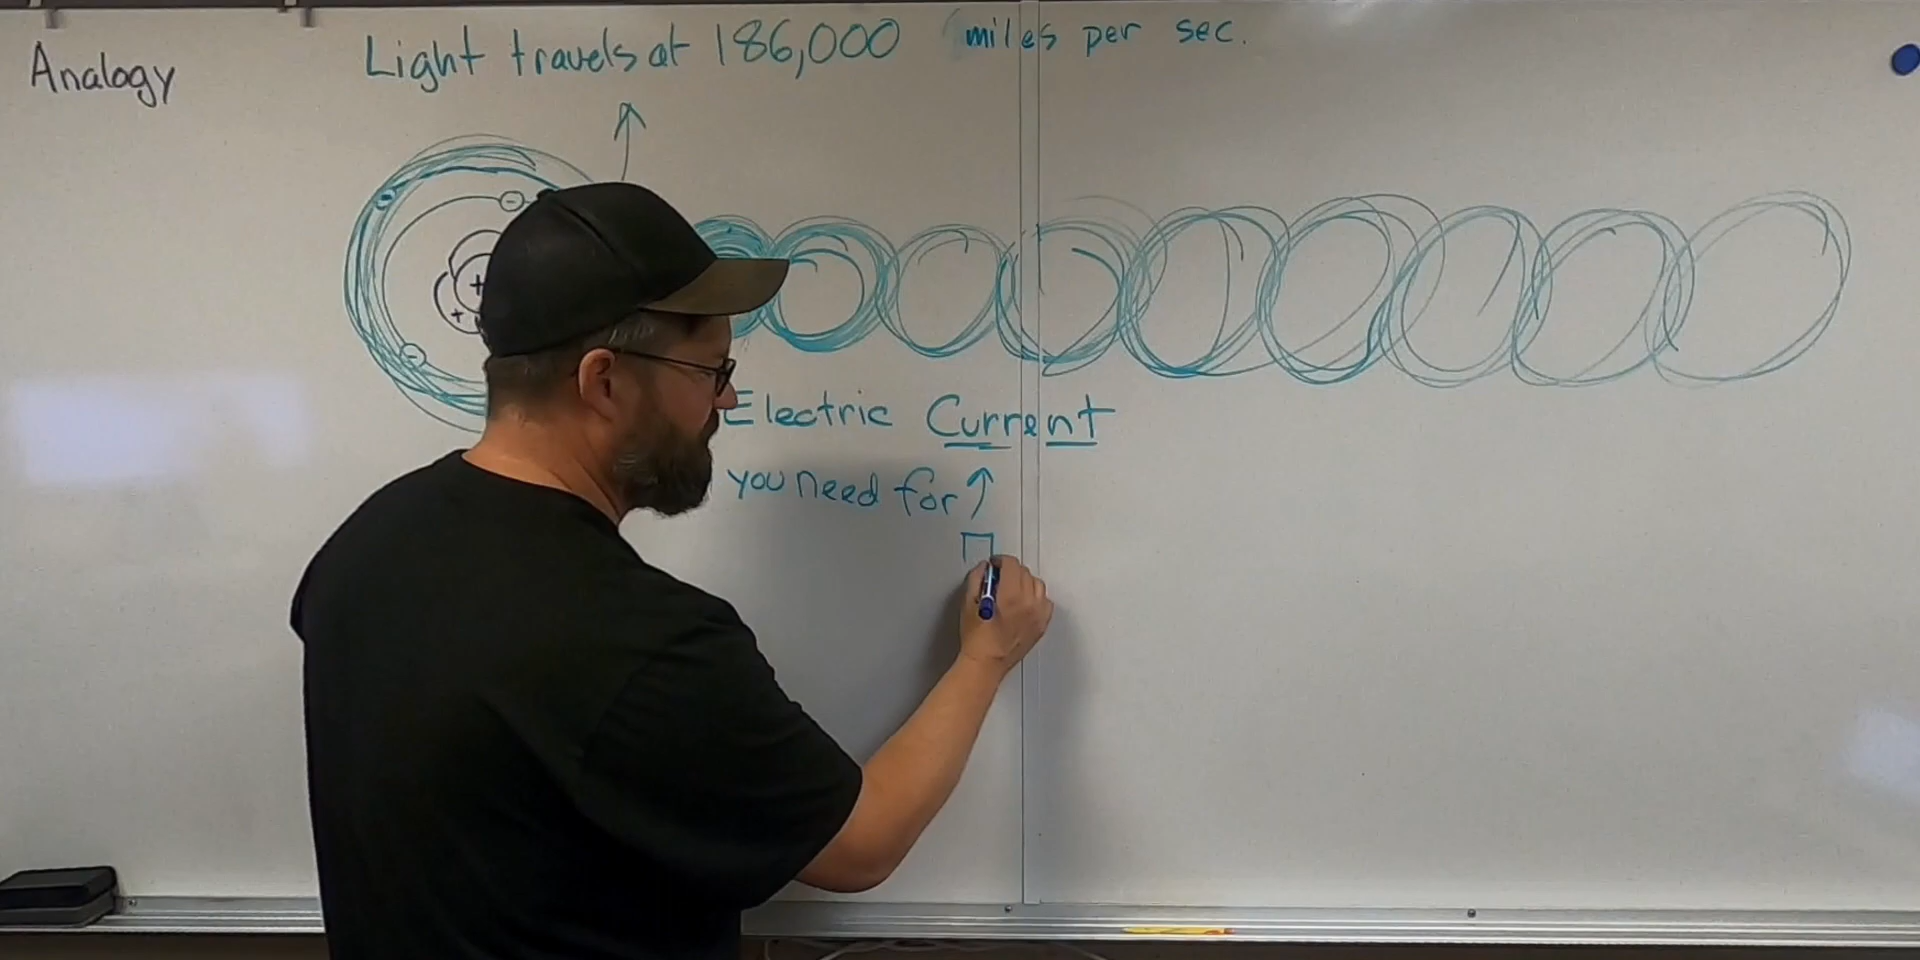 Analogy
Light travels at 186,000 miles per sec.
Electric Current
you need for